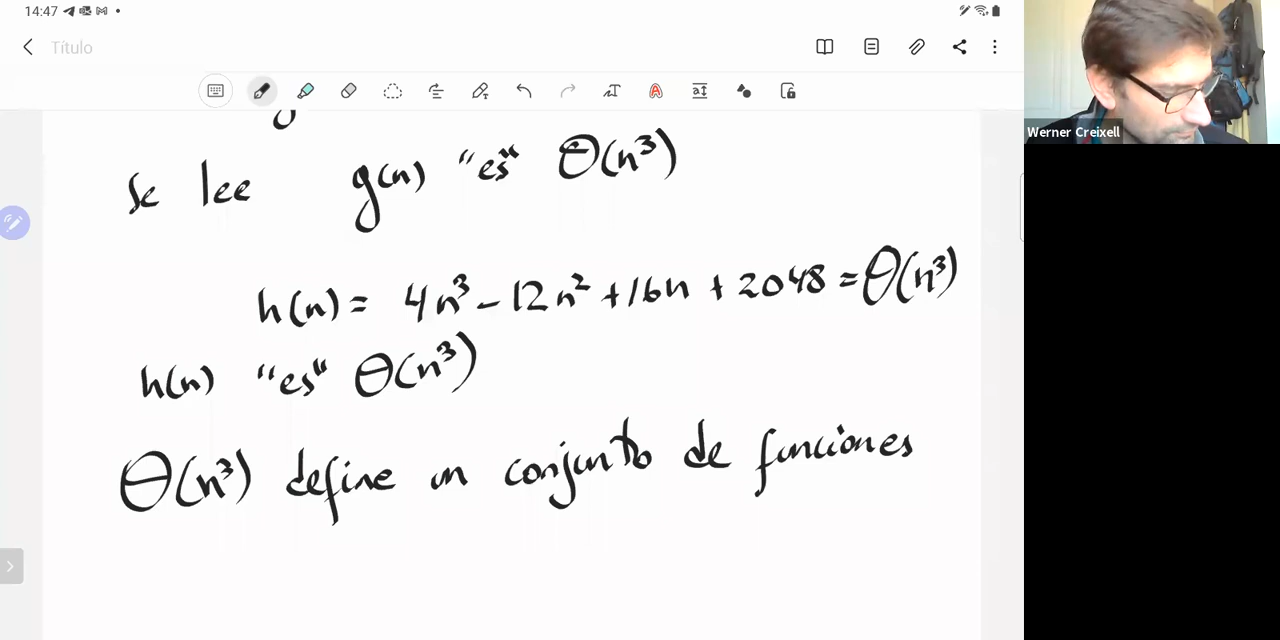 14:47
Título
Werner Creixell
se lee g(n) "es" Θ(n³)
h(n) = 4n³ - 12n² + 16n + 2048 = Θ(n³)
h(n) "es" Θ(n³)
Θ(n³) define un conjunto de funciones